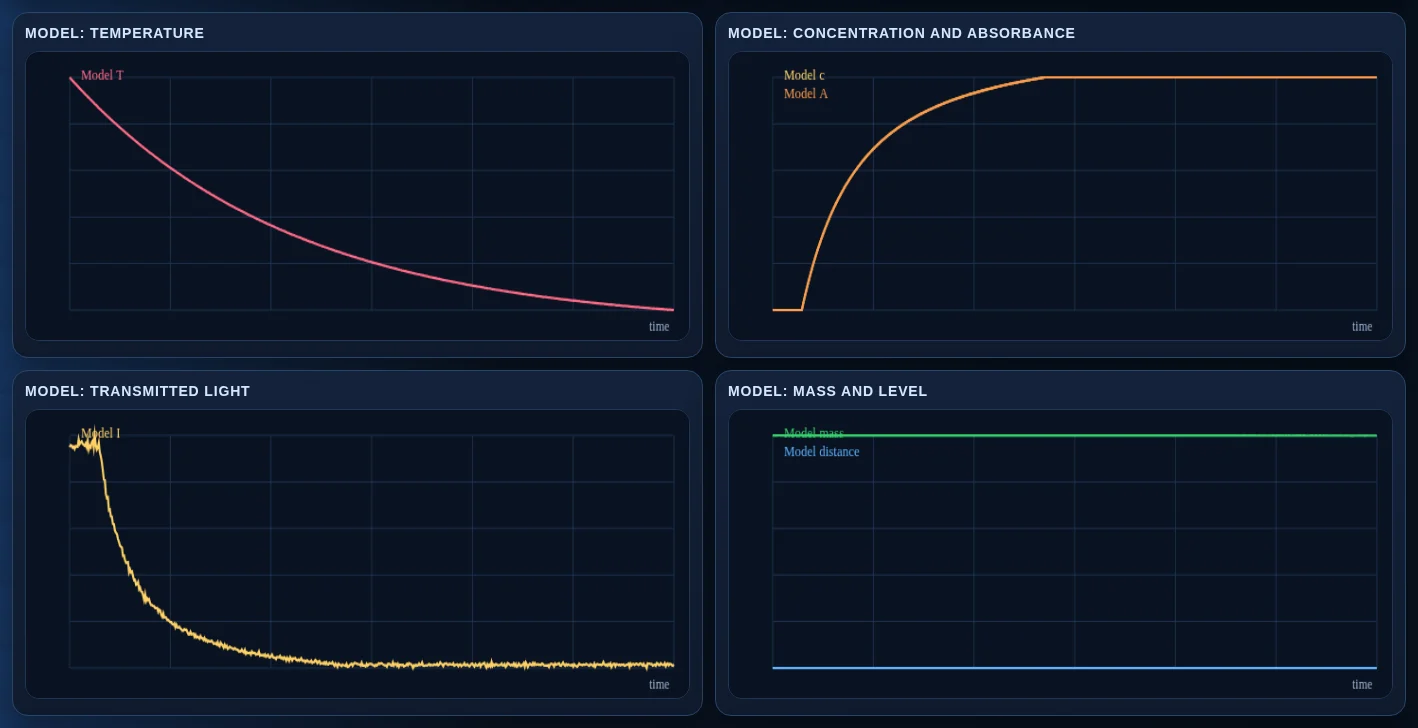 MODEL: TEMPERATURE
Model T
time
MODEL: CONCENTRATION AND ABSORBANCE
Model c
Model A
time
MODEL: TRANSMITTED LIGHT
Model I
time
MODEL: MASS AND LEVEL
Model mass
Model distance
time